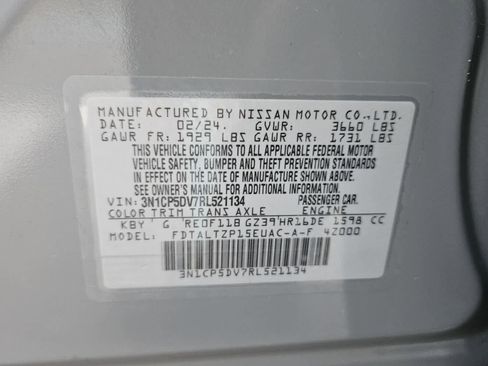 MANUFACTURED BY NISSAN MOTOR CO.,LTD.
DATE: 02/24. GVWR: 3660 LBS
GAWR FR: 1929 LBS GAWR RR: 1731 LBS
THIS VEHICLE CONFORMS TO ALL APPLICABLE FEDERAL MOTOR
VEHICLE SAFETY, BUMPER AND THEFT PREVENTION STANDARDS
IN EFFECT ON THE DATE OF MANUFACTURE SHOWN ABOVE.
SEE OWNER'S MANUAL FOR ADDITIONAL INFORMATION.
VIN: 3N1CP5DV7RL521134 PASSENGER CAR.
COLOR TRIM TRANS AXLE ENGINE
KBY G RE0F11B GZ39 HR16DE 1598 CC
MODEL: FDTALTZP15EUAC-A-F 4Z000
3N1CP5DV7RL521134